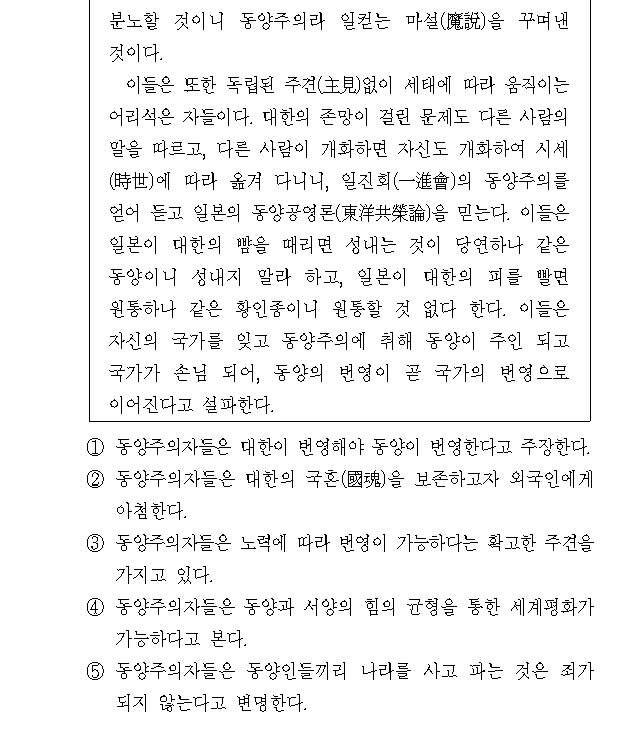 분노할 것이니 동양주의라 일컫는 마설(魔説)을 꾸며낸
것이다.
이들은 또한 독립된 주견(主見)없이 세태에 따라 움직이는
어리석은 자들이다. 대한의 존망이 걸린 문제도 다른 사람의
말을 따르고, 다른 사람이 개화하면 자신도 개화하여 시세
(時世)에 따라 옮겨 다니니, 일진회(一進會)의 동양주의를
얻어 듣고 일본의 동양공영론(東洋共榮論)을 믿는다. 이들은
일본이 대한의 뺨을 때리면 성내는 것이 당연하나 같은
동양이니 성내지 말라 하고, 일본이 대한의 피를 빨면
원통하나 같은 황인종이니 원통할 것 없다 한다. 이들은
자신의 국가를 잊고 동양주의에 취해 동양이 주인 되고
국가가 손님 되어, 동양의 번영이 곧 국가의 번영으로
이어진다고 설파한다.
① 동양주의자들은 대한이 번영해야 동양이 번영한다고 주장한다.
② 동양주의자들은 대한의 국혼(國魂)을 보존하고자 외국인에게
아첨한다.
③ 동양주의자들은 노력에 따라 번영이 가능하다는 확고한 주견을
가지고 있다.
④ 동양주의자들은 동양과 서양의 힘의 균형을 통한 세계평화가
가능하다고 본다.
⑤ 동양주의자들은 동양인들끼리 나라를 사고 파는 것은 죄가
되지 않는다고 변명한다.